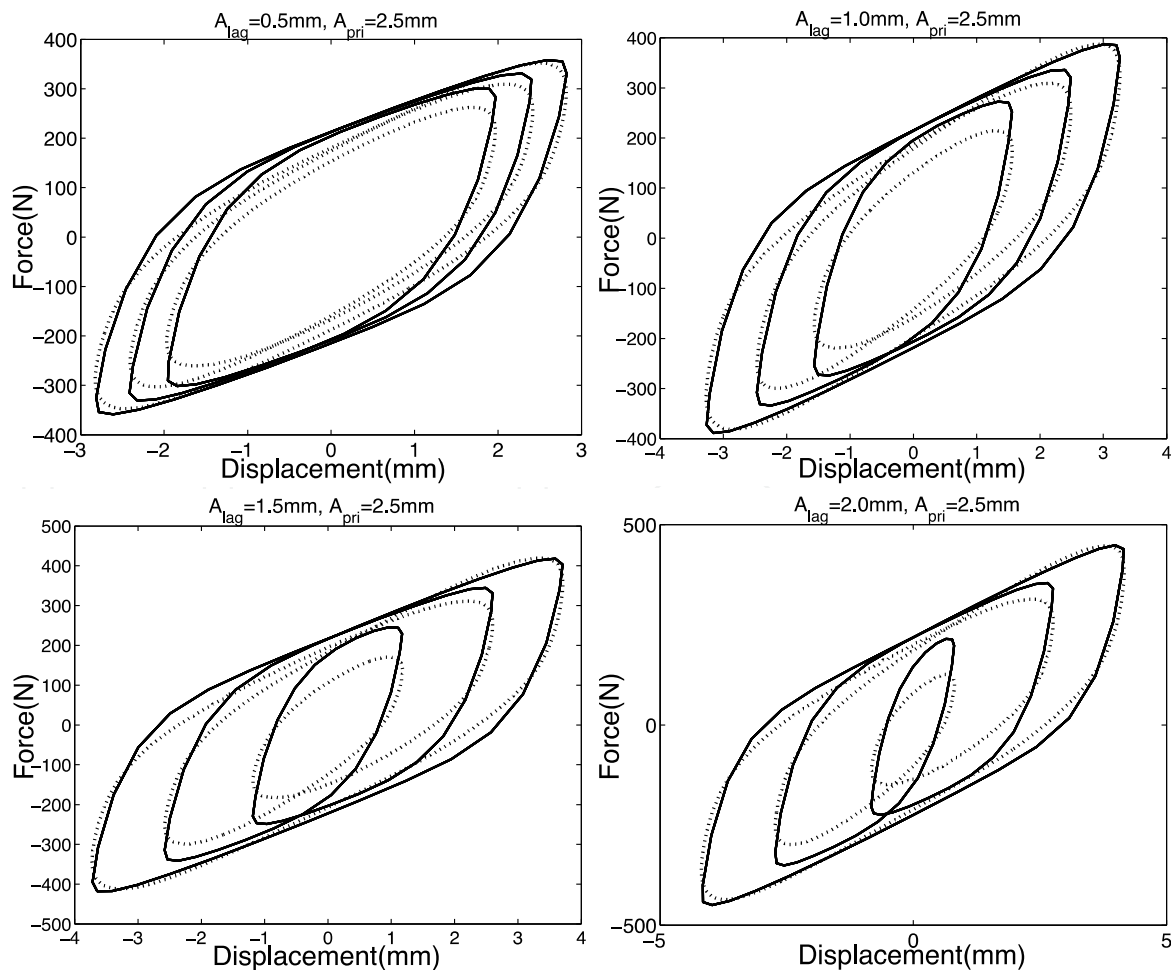 A_lag=0.5mm, A_pri=2.5mm
400
300
200
100
0
−100
−200
−300
−400
Force(N)
−3 −2 −1 0 1 2 3
Displacement(mm)
A_lag=1.0mm, A_pri=2.5mm
400
300
200
100
0
−100
−200
−300
−400
Force(N)
−4 −3 −2 −1 0 1 2 3 4
Displacement(mm)
A_lag=1.5mm, A_pri=2.5mm
500
400
300
200
100
0
−100
−200
−300
−400
−500
Force(N)
−4 −3 −2 −1 0 1 2 3 4
Displacement(mm)
A_lag=2.0mm, A_pri=2.5mm
500
0
−500
Force(N)
−5 0 5
Displacement(mm)